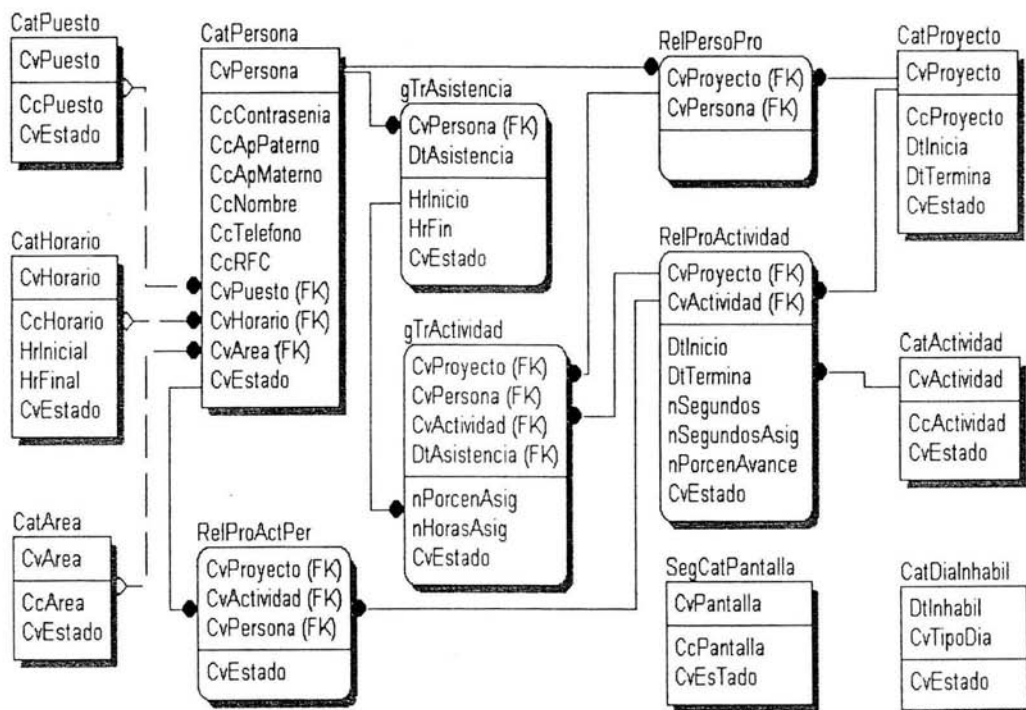 CatPuesto
CvPuesto
CcPuesto
CvEstado
CatHorario
CvHorario
CcHorario
HrInicial
HrFinal
CvEstado
CatArea
CvArea
CcArea
CvEstado
CatPersona
CvPersona
CcContrasenia
CcApPaterno
CcApMaterno
CcNombre
CcTelefono
CcRFC
CvPuesto (FK)
CvHorario (FK)
CvArea (FK)
CvEstado
RelProActPer
CvProyecto (FK)
CvActividad (FK)
CvPersona (FK)
CvEstado
gTrAsistencia
CvPersona (FK)
DtAsistencia
HrInicio
HrFin
CvEstado
gTrActividad
CvProyecto (FK)
CvPersona (FK)
CvActividad (FK)
DtAsistencia (FK)
nPorcenAsig
nHorasAsig
CvEstado
RelPersoPro
CvProyecto (FK)
CvPersona (FK)
RelProActividad
CvProyecto (FK)
CvActividad (FK)
DtInicio
DtTermina
nSegundos
nSegundosAsig
nPorcenAvance
CvEstado
SegCatPantalla
CvPantalla
CcPantalla
CvEsTado
CatProyecto
CvProyecto
CcProyecto
DtInicia
DtTermina
CvEstado
CatActividad
CvActividad
CcActividad
CvEstado
CatDiaInhabil
DtInhabil
CvTipoDia
CvEstado